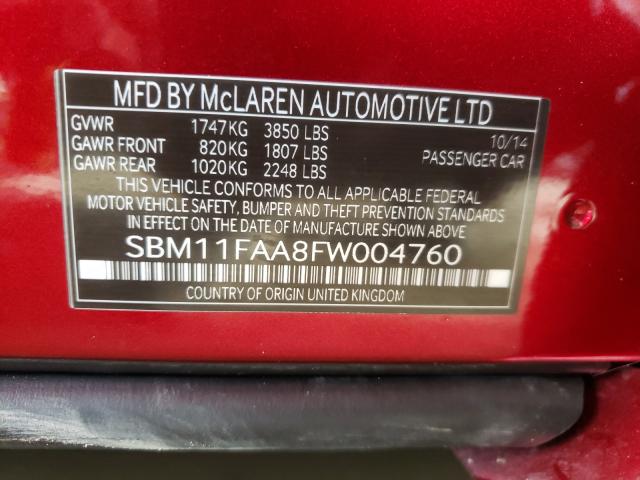 MFD BY McLAREN AUTOMOTIVE LTD
GVWR 1747KG 3850 LBS 10/14
GAWR FRONT 820KG 1807 LBS PASSENGER CAR
GAWR REAR 1020KG 2248 LBS
THIS VEHICLE CONFORMS TO ALL APPLICABLE FEDERAL
MOTOR VEHICLE SAFETY, BUMPER AND THEFT PREVENTION STANDARDS
IN EFFECT ON THE DATE OF MANUFACTURE SHOWN ABOVE
SBM11FAA8FW004760
COUNTRY OF ORIGIN UNITED KINGDOM